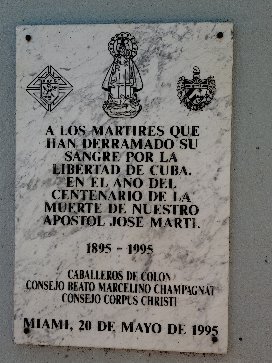 A LOS MARTIRES QUE
HAN DERRAMADO SU
SANGRE POR LA
LIBERTAD DE CUBA.
EN EL AÑO DEL
CENTENARIO DE LA
MUERTE DE NUESTRO
APOSTOL JOSE MARTI.
1895 - 1995
CABALLEROS DE COLON
CONSEJO BEATO MARCELINO CHAMPAGNAT
CONSEJO CORPUS CHRISTI
MIAMI, 20 DE MAYO DE 1995